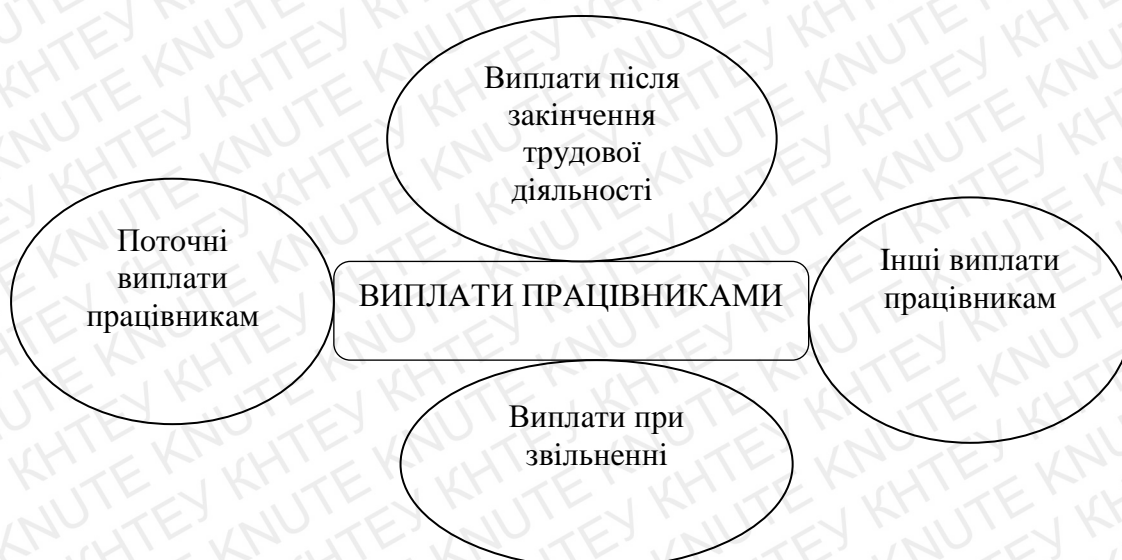 Виплати після
закінчення
трудової
діяльності
Поточні
виплати
працівникам
ВИПЛАТИ ПРАЦІВНИКАМИ
Інші виплати
працівникам
Виплати при
звільненні